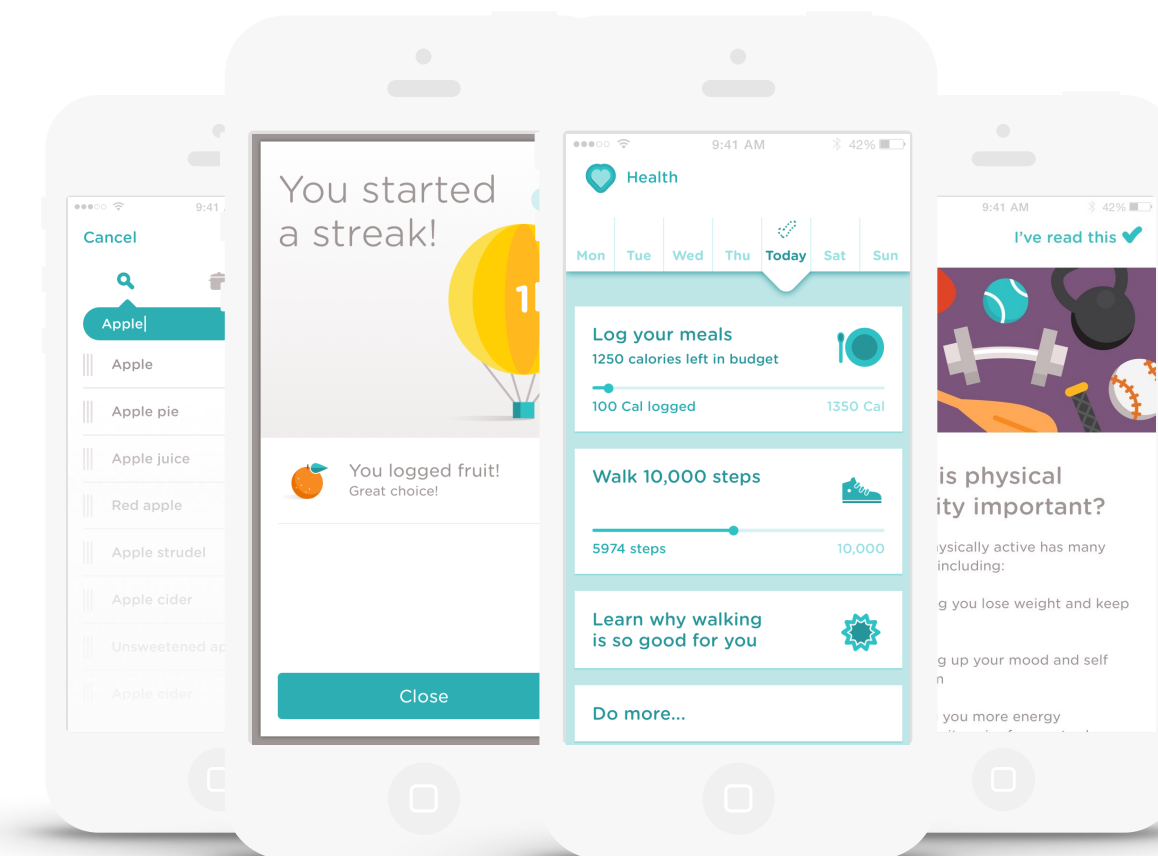 9:41
Cancel
Apple
Apple
Apple pie
Apple juice
Red apple
Apple strudel
Apple cider
Unsweetened
Apple cider
You started
a streak!
1
You logged fruit!
Great choice!
Close
9:41 AM
42%
Health
Mon Tue Wed Thu Today Sat Sun
Log your meals
1250 calories left in budget
100 Cal logged 1350 Cal
Walk 10,000 steps
5974 steps 10,000
Learn why walking
is so good for you
Do more...
9:41 AM
42%
I've read this
is physical
ity important?
ysically active has many
including:
g you lose weight and keep
g up your mood and self
you more energy